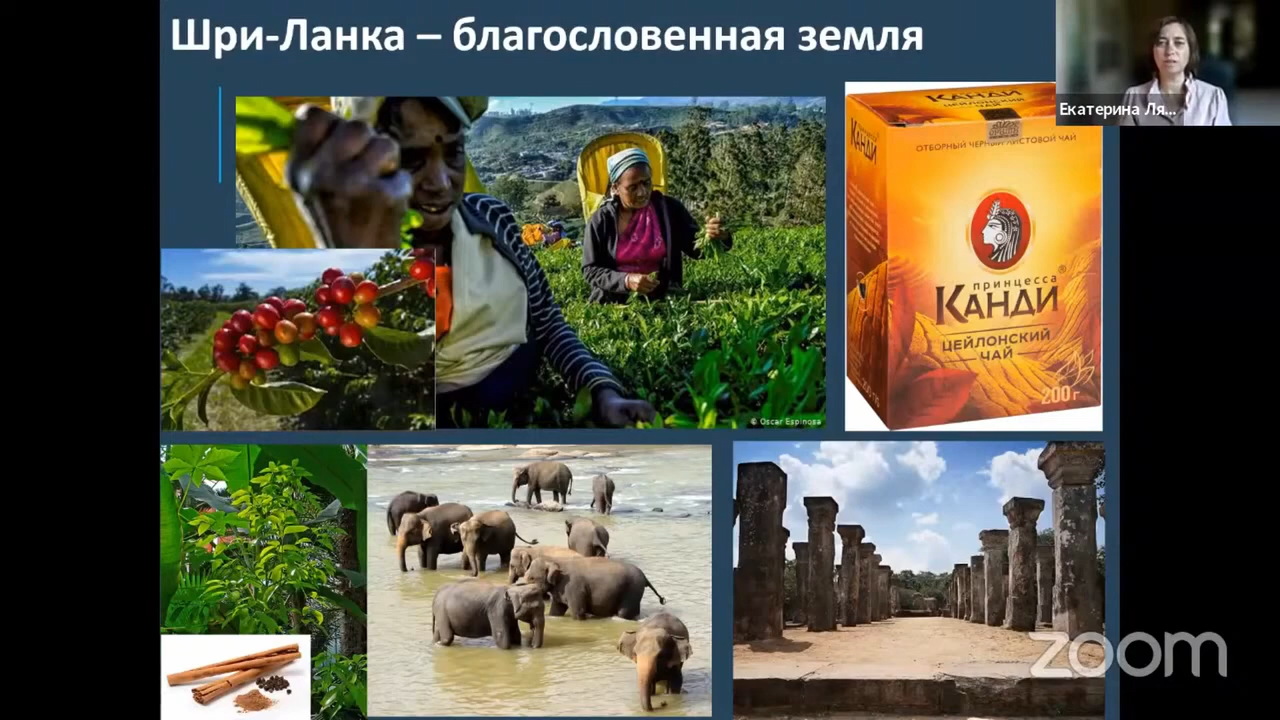 Шри-Ланка – благословенная земля
Екатерина Ля...
КАНДИ
ЦЕЙЛОНСКИЙ
КАНДИ
ОТБОРНЫЙ ЧЕРНЫЙ ЛИСТОВОЙ ЧАЙ
принцесса
КАНДИ®
ЦЕЙЛОНСКИЙ
ЧАЙ
200 г
© Oscar Espinosa
zoom